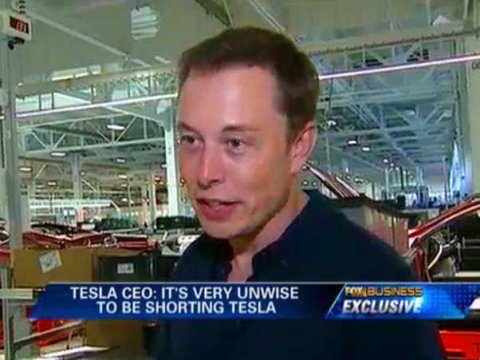 TESLA CEO: IT'S VERY UNWISE
TO BE SHORTING TESLA
FOX BUSINESS
EXCLUSIVE